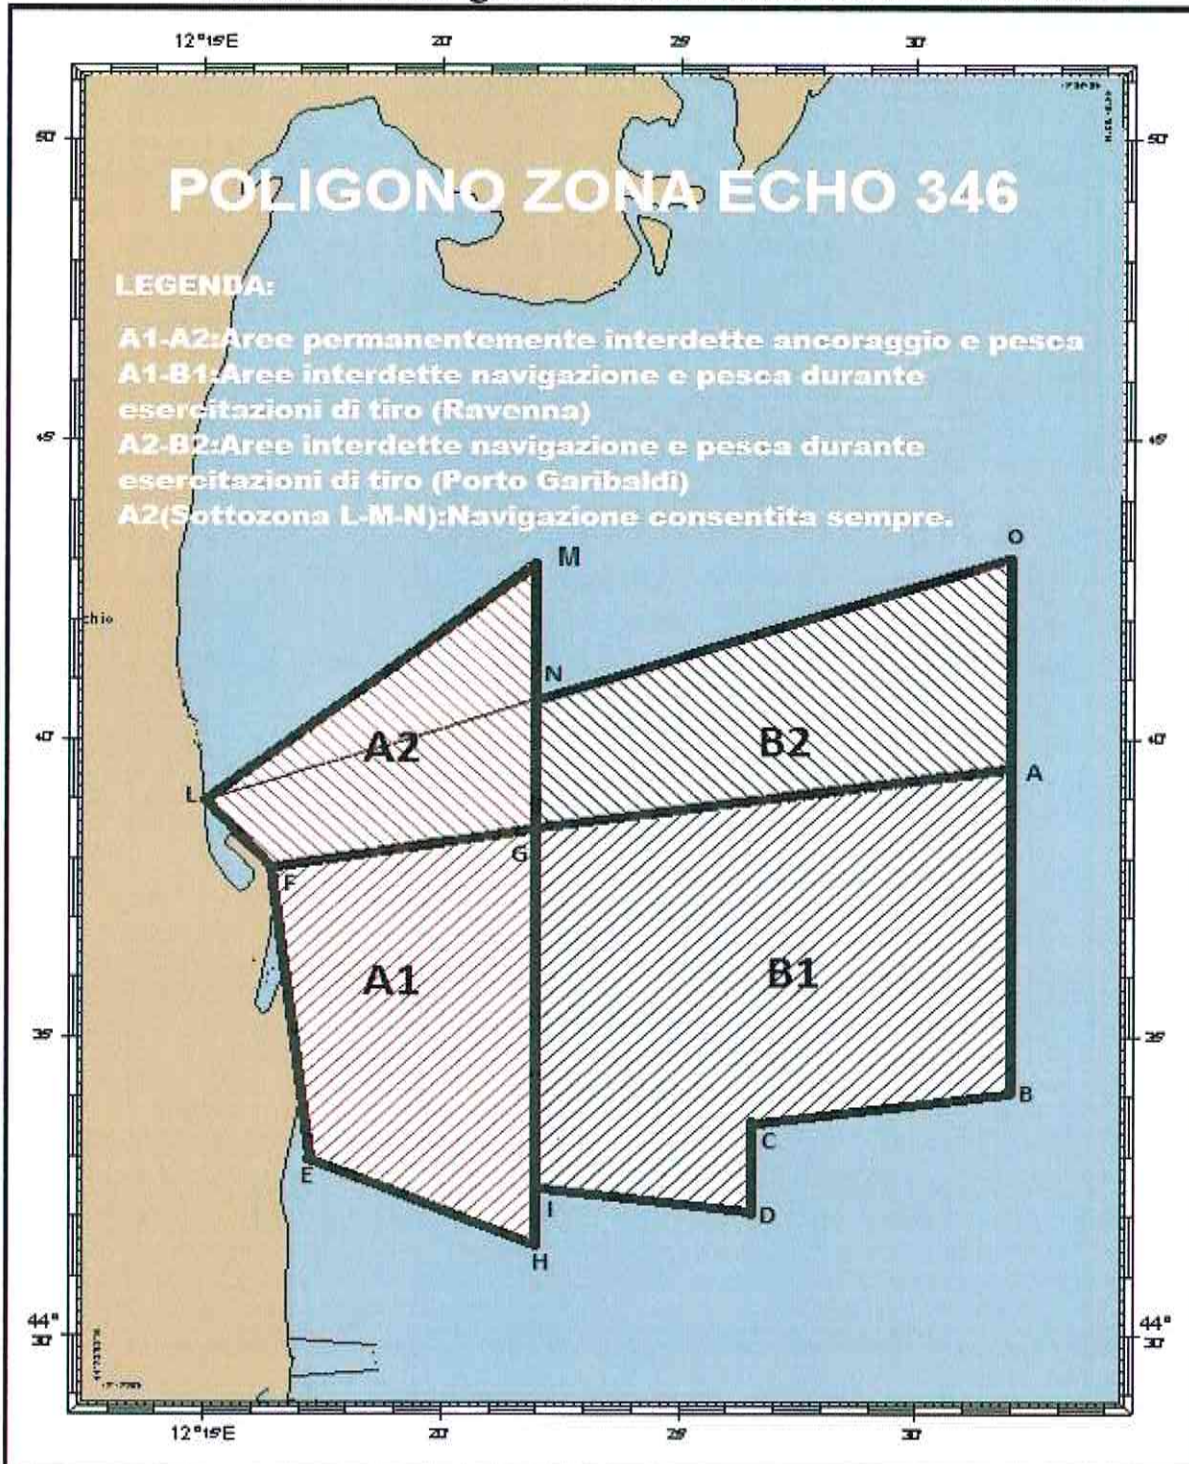 12°15'E 20' 25' 30'
50' 50'
POLIGONO ZONA ECHO 346
LEGENDA:
A1-A2:Aree permanentemente interdette ancoraggio e pesca
A1-B1:Aree interdette navigazione e pesca durante
esercitazioni di tiro (Ravenna)
45' 45'
A2-B2:Aree interdette navigazione e pesca durante
esercitazioni di tiro (Porto Garibaldi)
A2(Sottozona L-M-N):Navigazione consentita sempre.
O
M
chio
N
40' A2 B2 40'
A
L
G
F
A1 B1
35' 35'
B
C
E
I D
H
44° 44°
30' 30'
12°15'E 20' 25' 30'